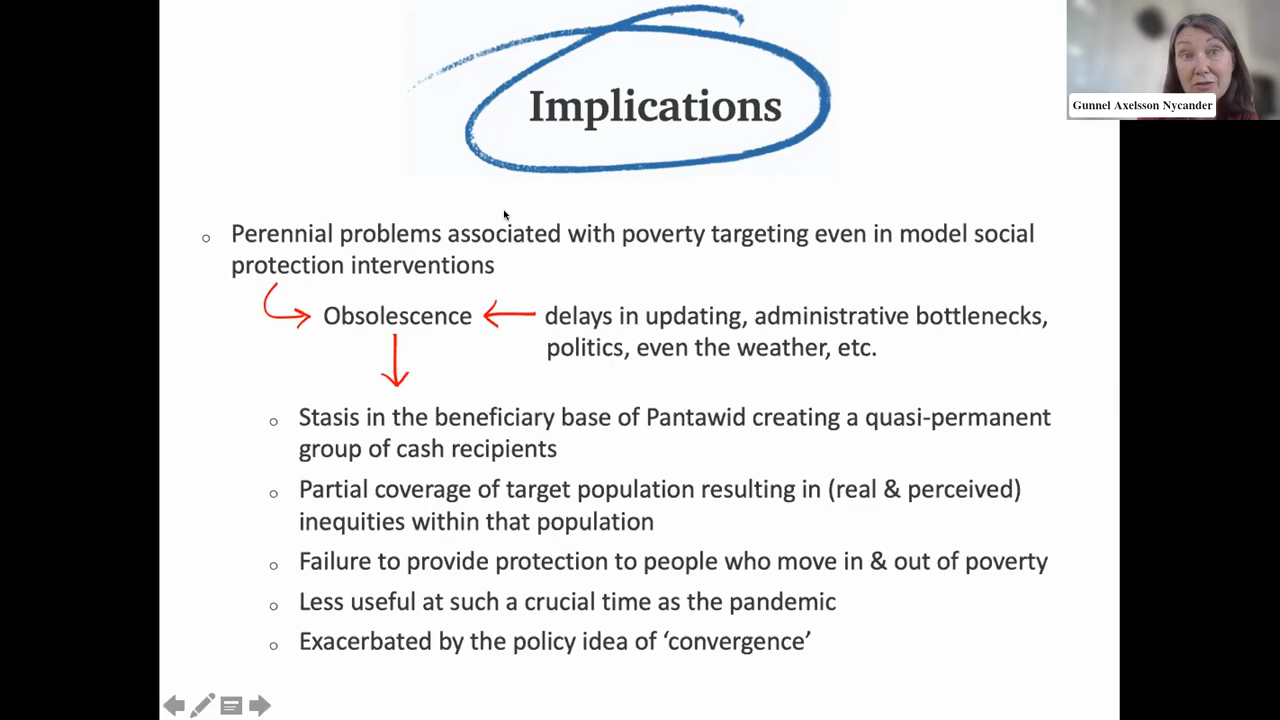 Implications
Gunnel Axelsson Nycander
○ Perennial problems associated with poverty targeting even in model social
protection interventions
Obsolescence
delays in updating, administrative bottlenecks,
politics, even the weather, etc.
○ Stasis in the beneficiary base of Pantawid creating a quasi-permanent
group of cash recipients
○ Partial coverage of target population resulting in (real & perceived)
inequities within that population
○ Failure to provide protection to people who move in & out of poverty
○ Less useful at such a crucial time as the pandemic
○ Exacerbated by the policy idea of ‘convergence’